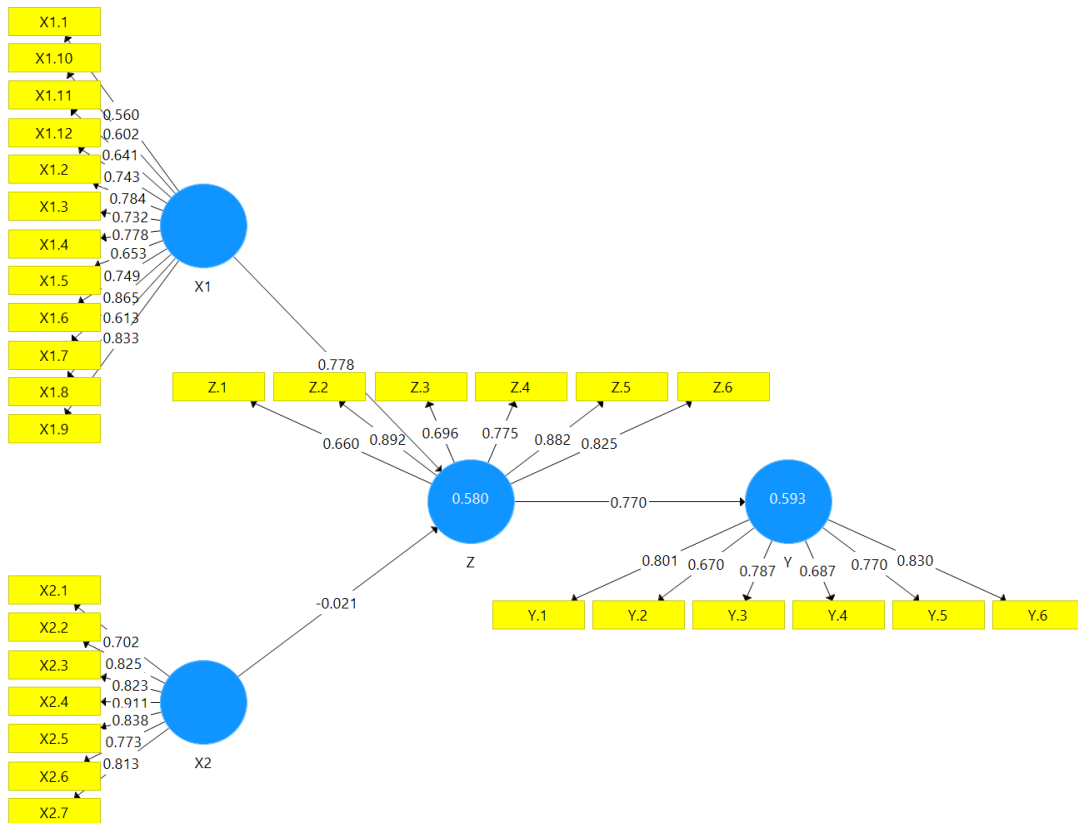 X1.1
X1.10
X1.11
X1.12
X1.2
X1.3
X1.4
X1.5
X1.6
X1.7
X1.8
X1.9
0.560
0.602
0.641
0.743
0.784
0.732
0.778
0.653
0.749
0.865
0.613
0.833
X1
0.778
Z.1
Z.2
Z.3
Z.4
Z.5
Z.6
0.660
0.892
0.696
0.775
0.882
0.825
0.580
Z
0.770
0.593
Y
0.801
0.670
0.787
0.687
0.770
0.830
Y.1
Y.2
Y.3
Y.4
Y.5
Y.6
-0.021
X2.1
X2.2
X2.3
X2.4
X2.5
X2.6
X2.7
0.702
0.825
0.823
0.911
0.838
0.773
0.813
X2